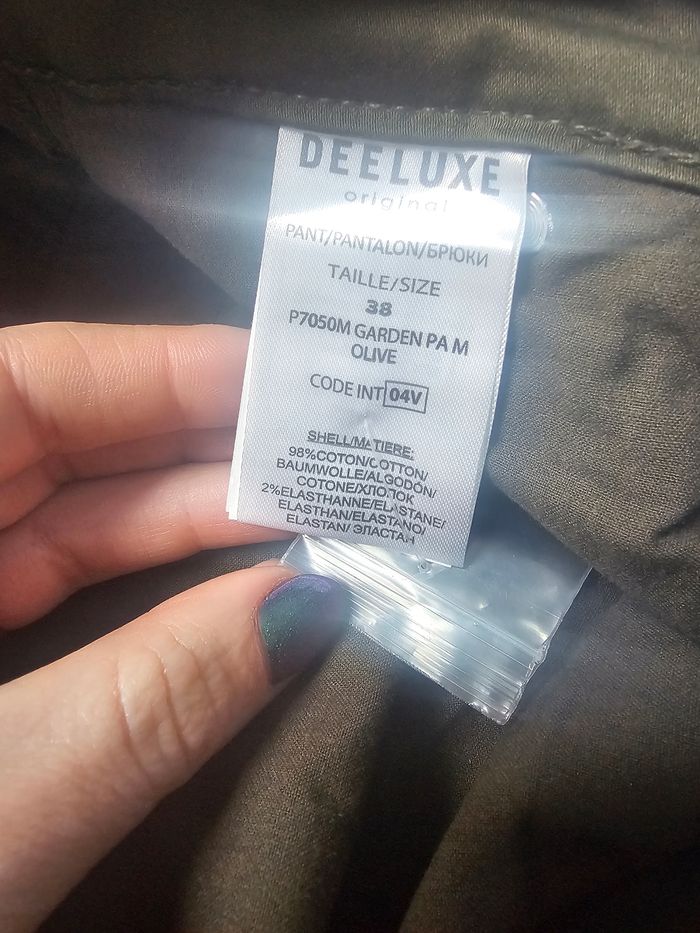 DEELUXE
original
PANT/PANTALON/БРЮКИ
TAILLE/SIZE
38
P7050M GARDEN PA M
OLIVE
CODE INT 04V
SHELL/MATIERE:
98%COTON/COTTON/
BAUMWOLLE/ALGODÓN/
COTONE/ХЛОПОК
2%ELASTHANNE/ELASTANE/
ELASTHAN/ELASTANO/
ELASTAN/ ЭЛАСТАН